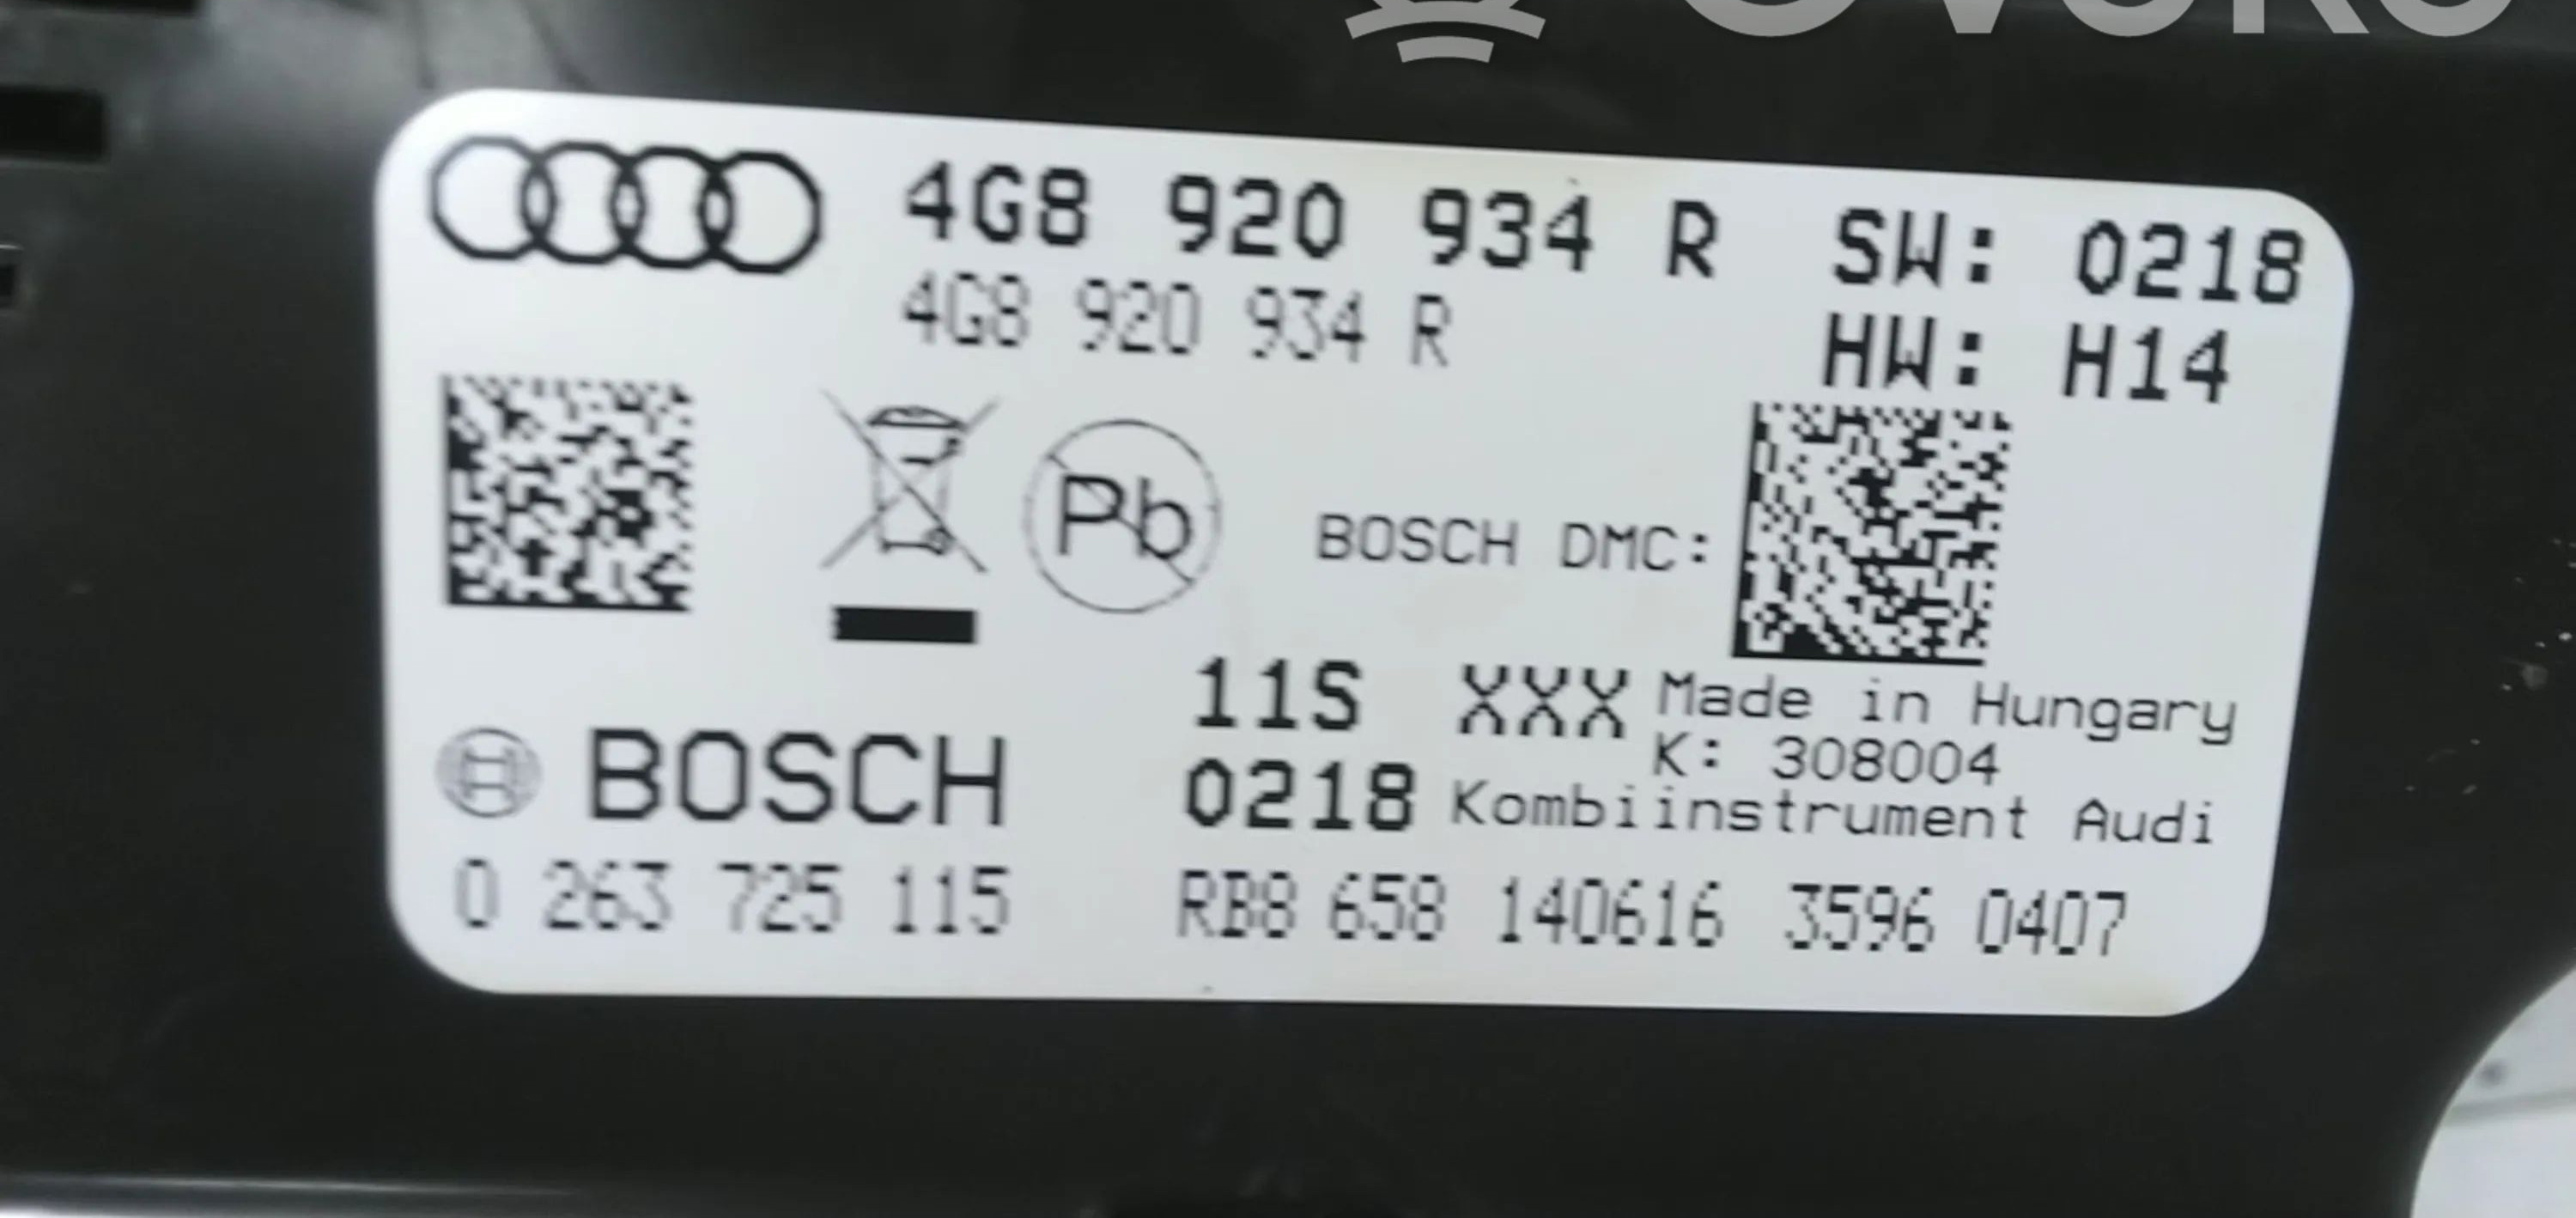 4G8 920 934 R SW: 0218
4G8 920 934 R HW: H14
Pb
BOSCH DMC:
11S XXX Made in Hungary
K: 308004
BOSCH 0218 Kombiinstrument Audi
0 263 725 115 RB8 658 140616 3596 0407